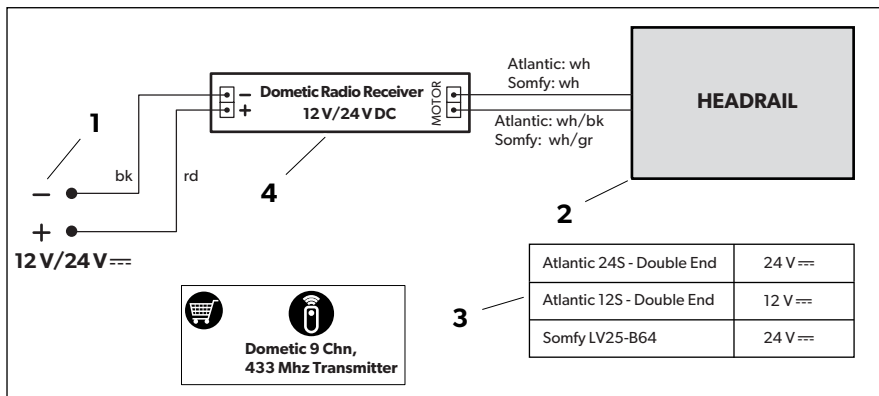 Atlantic: wh
Somfy: wh
Dometic Radio Receiver
12 V/24 V DC
–
+
MOTOR
HEADRAIL
Atlantic: wh/bk
Somfy: wh/gr
1
bk
rd
4
2
–
+
12 V/24 V ⎓
Atlantic 24S - Double End 24 V ⎓
Atlantic 12S - Double End 12 V ⎓
Somfy LV25-B64 24 V ⎓
3
Dometic 9 Chn,
433 Mhz Transmitter